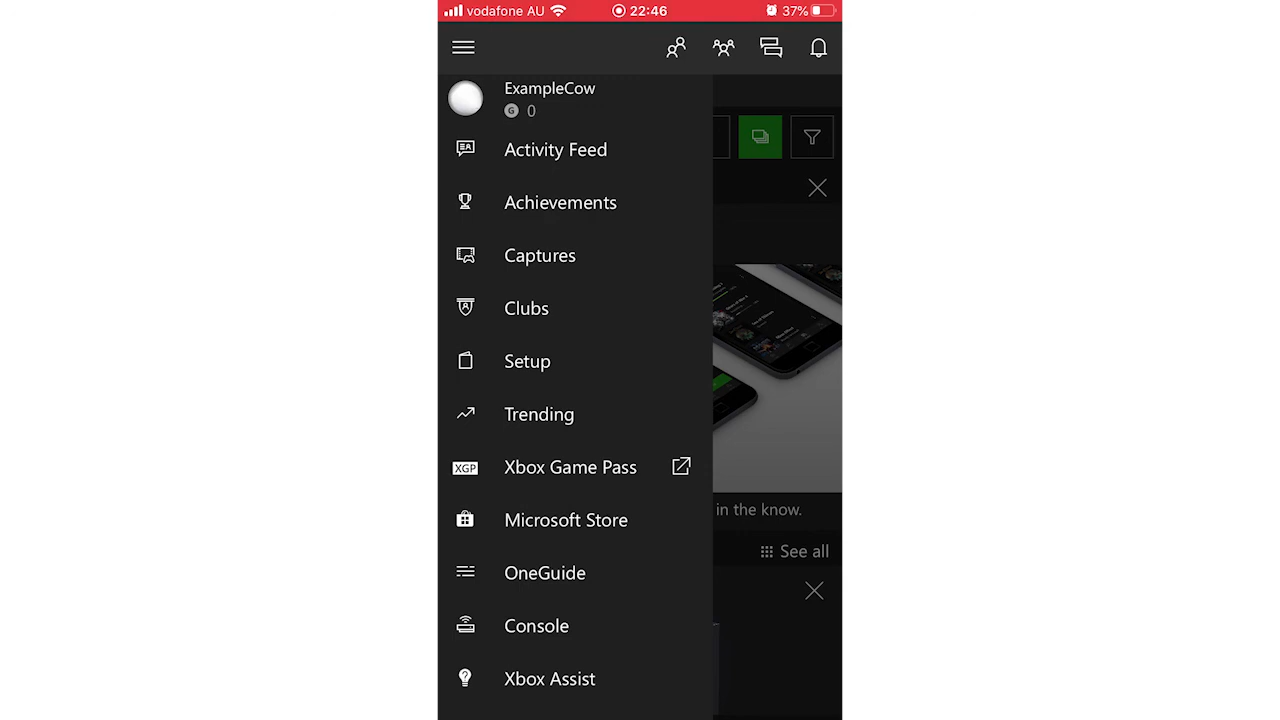 vodafone AU 22:46 37%
ExampleCow
G 0
Activity Feed
Achievements
Captures
Clubs
Setup
Trending
XGP Xbox Game Pass
in the know.
Microsoft Store
See all
OneGuide
Console
Xbox Assist